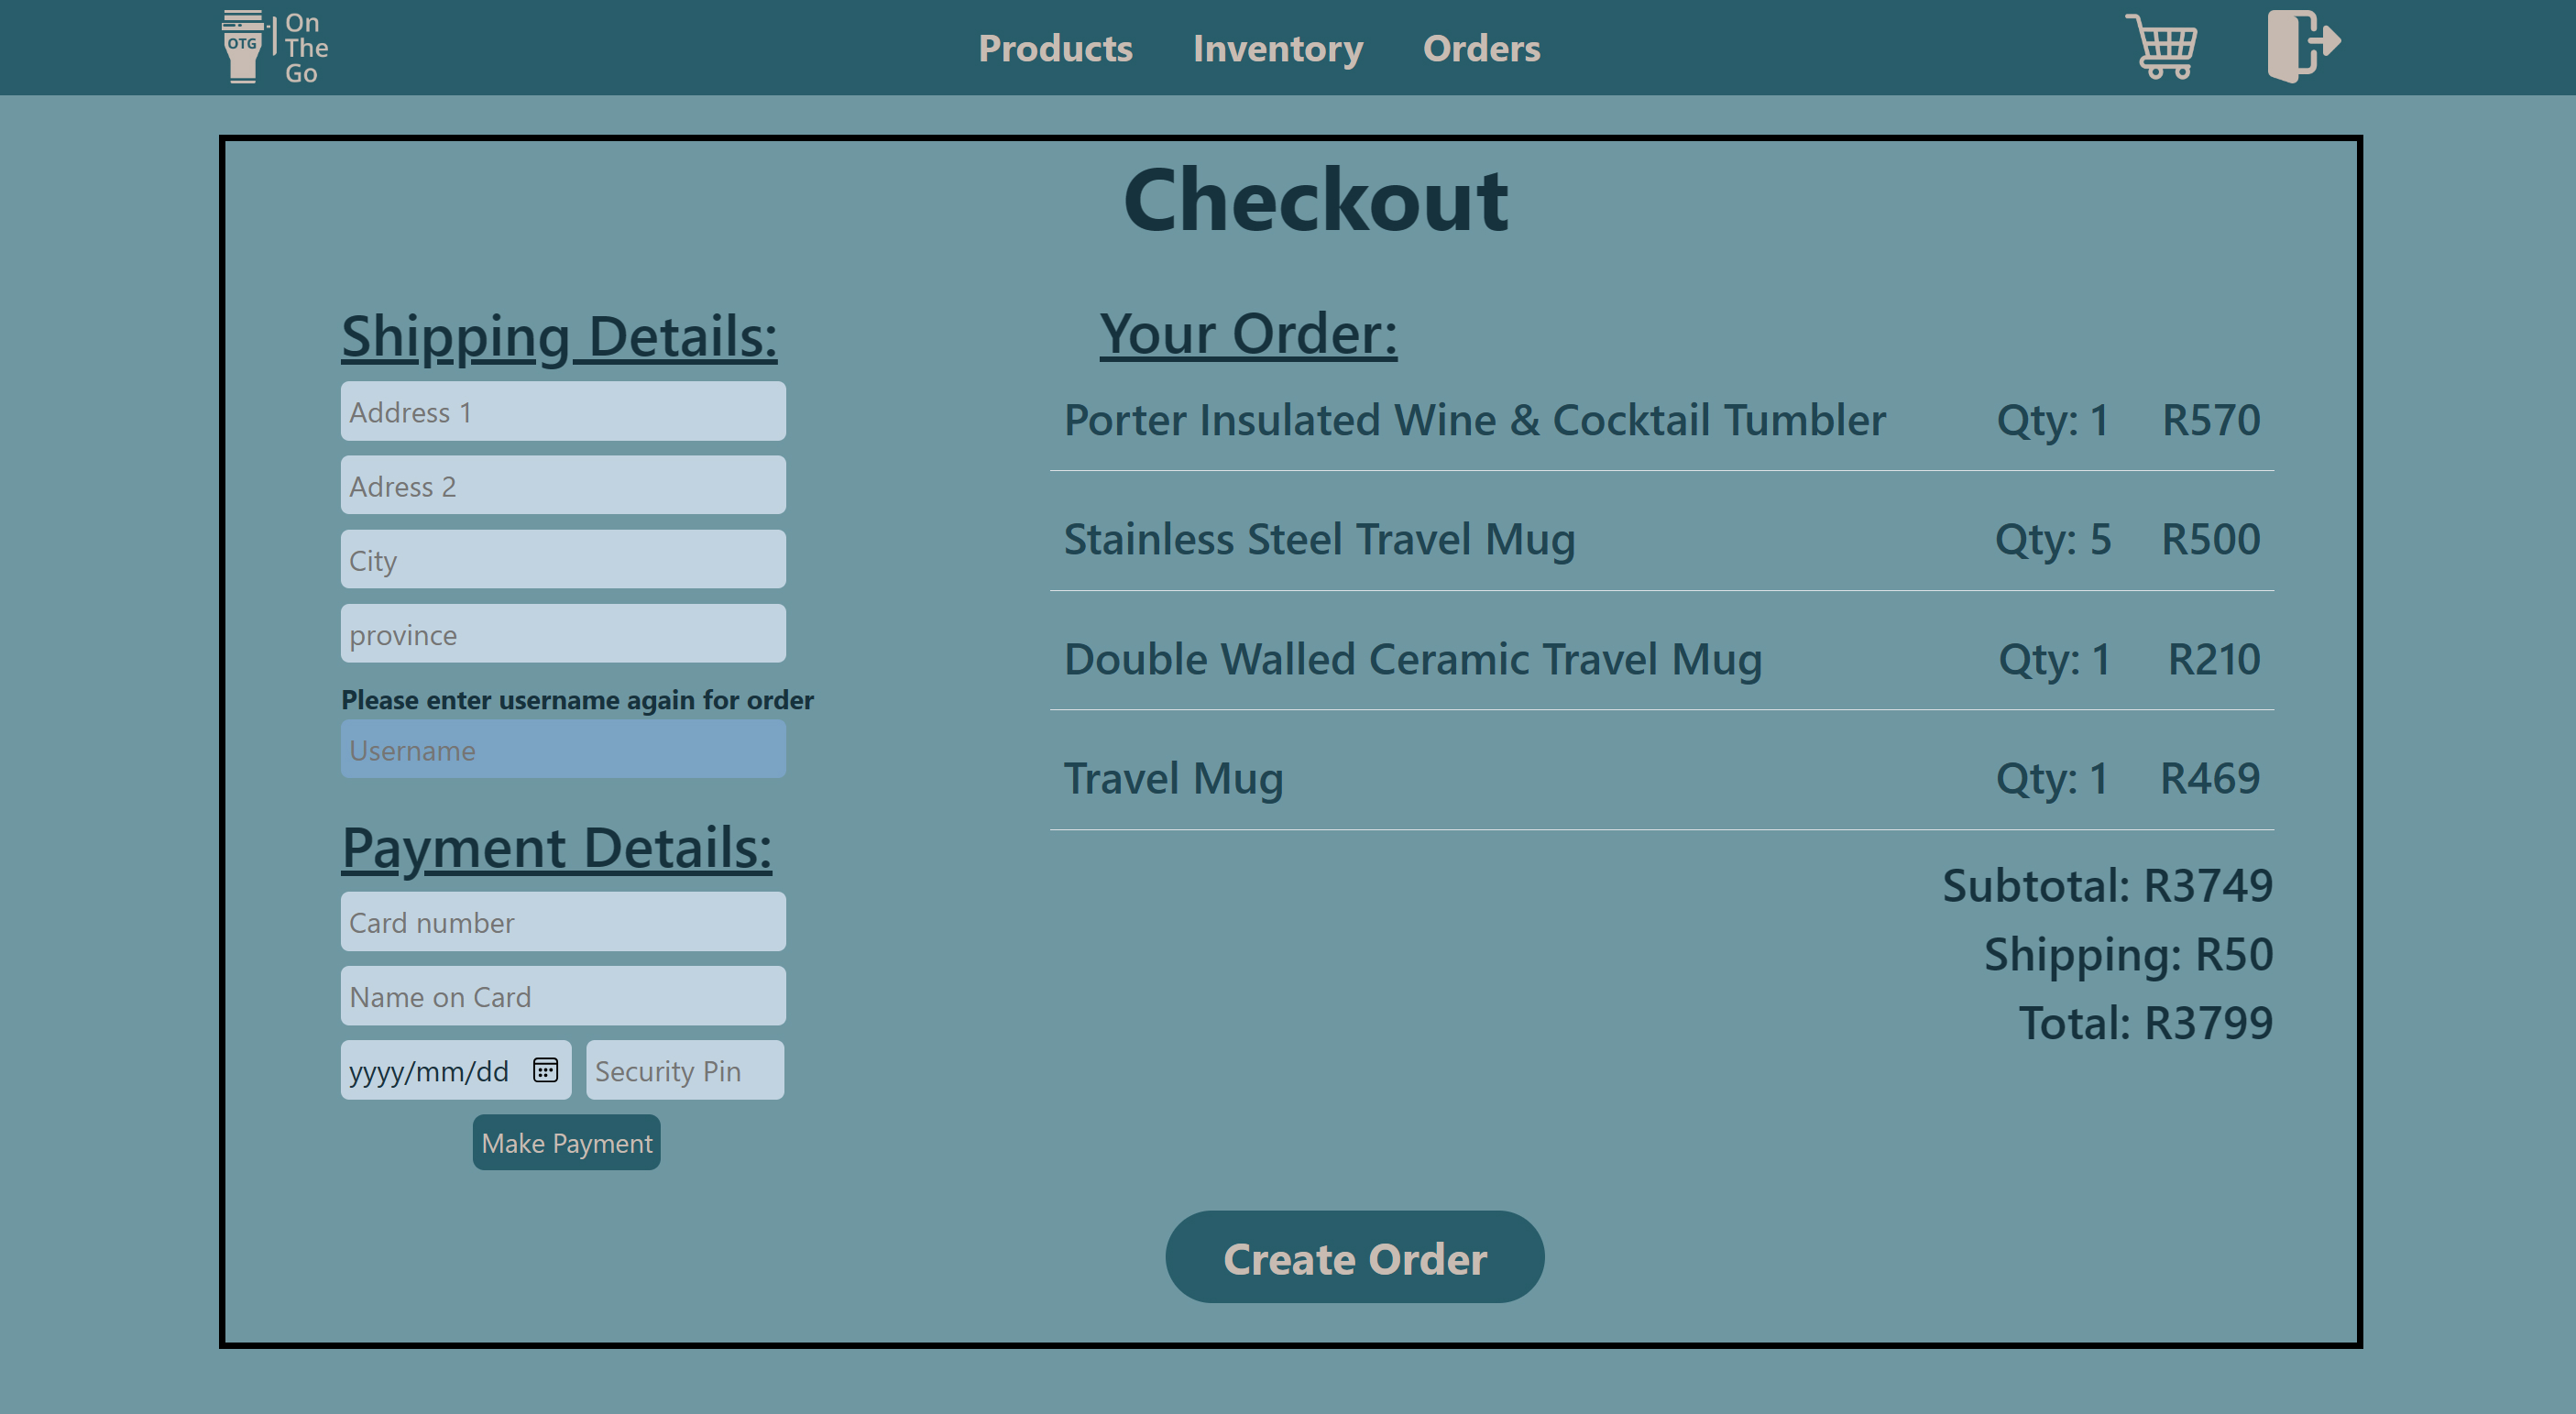 OTG
On
The
Go
Products Inventory Orders
Checkout
Shipping Details:
Address 1
Adress 2
City
province
Please enter username again for order
Username
Payment Details:
Card number
Name on Card
yyyy/mm/dd Security Pin
Make Payment
Your Order:
Porter Insulated Wine & Cocktail Tumbler Qty: 1 R570
Stainless Steel Travel Mug Qty: 5 R500
Double Walled Ceramic Travel Mug Qty: 1 R210
Travel Mug Qty: 1 R469
Subtotal: R3749
Shipping: R50
Total: R3799
Create Order